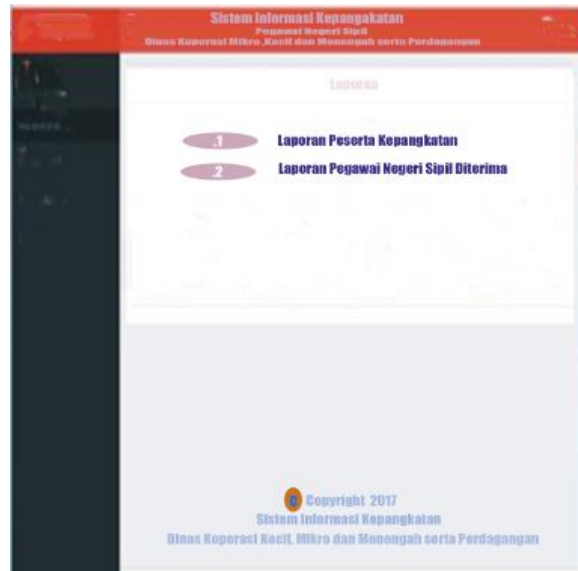 Sistem Informasi Kepangakatan
Pegawai Negeri Sipil
Dinas Koperasi Mikro ,Kecil dan Menengah serta Perdagangan
Laporan
.1 Laporan Peserta Kepangkatan
.2 Laporan Pegawai Negeri Sipil Diterima
Copyright 2017
Sistem Informasi Kepangkatan
Dinas Koperasi Kecil, Mikro dan Menengah serta Perdagangan